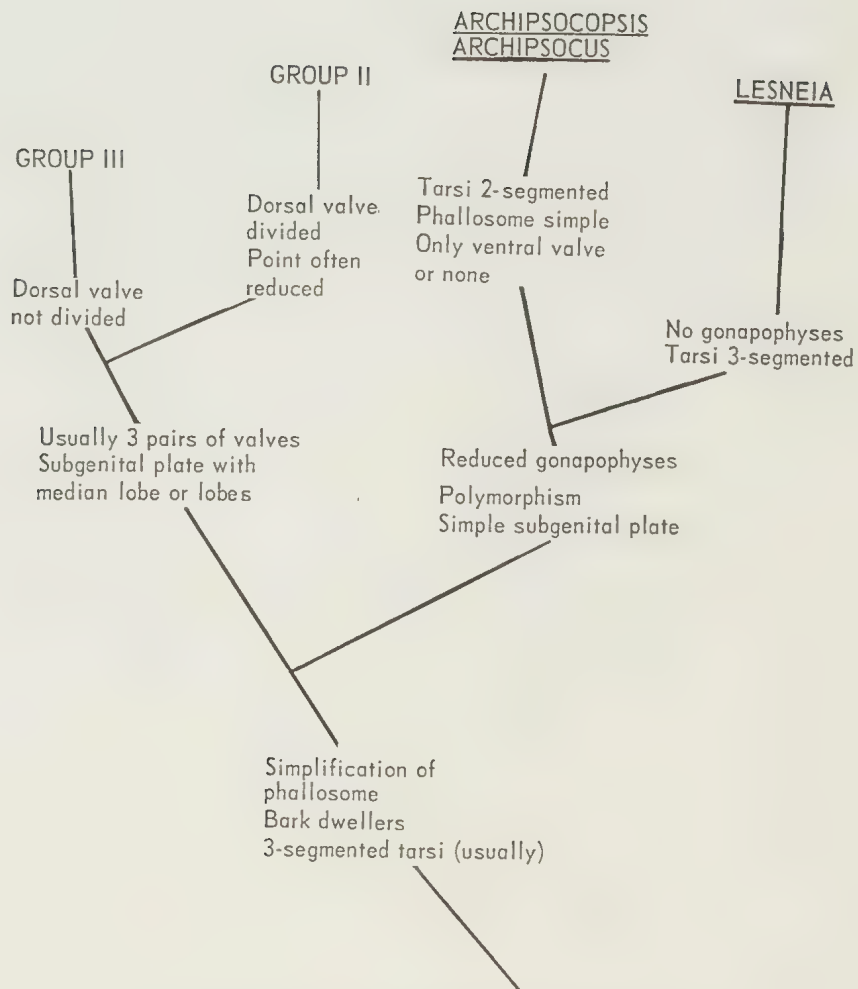 ARCHIPSOCOPSIS
ARCHIPSOCUS
GROUP II
LESNEIA
GROUP III
Dorsal valve
divided
Point often
reduced
Tarsi 2-segmented
Phallosome simple
Only ventral valve
or none
Dorsal valve
not divided
No gonapophyses
Tarsi 3-segmented
Usually 3 pairs of valves
Subgenital plate with
median lobe or lobes
Reduced gonapophyses
Polymorphism
Simple subgenital plate
Simplification of
phallosome
Bark dwellers
3-segmented tarsi (usually)